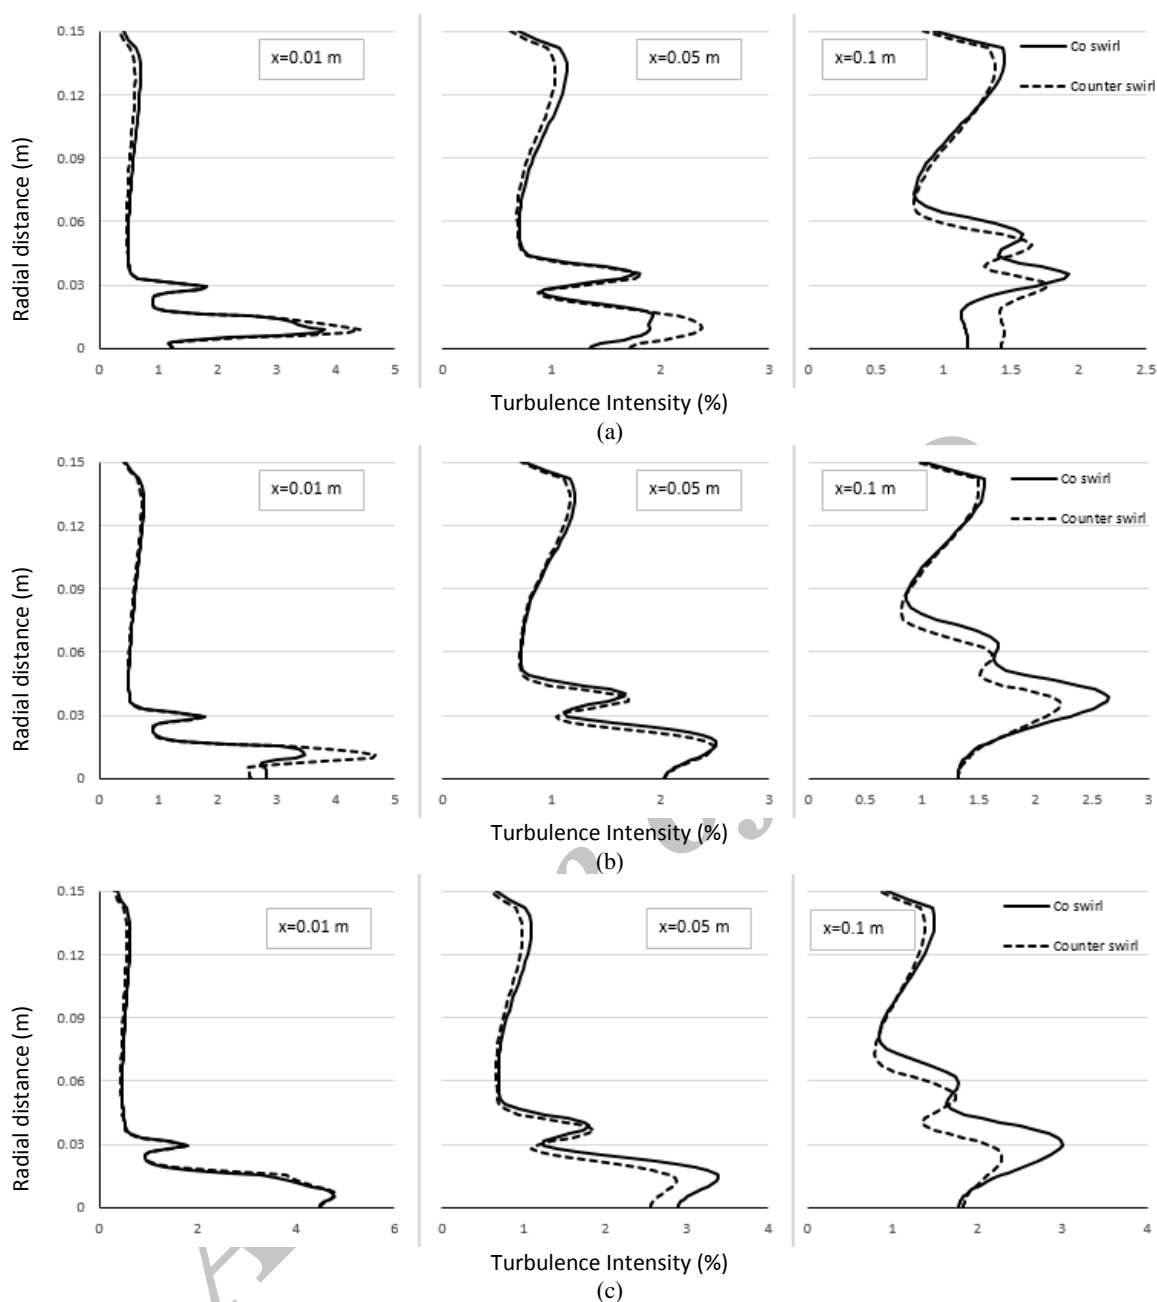 0.15
0.12
0.09
0.06
0.03
0
Radial distance (m)
x=0.01 m
x=0.05 m
x=0.1 m
Co swirl
Counter swirl
0 1 2 3 4 5
0 1 2 3
0 0.5 1 1.5 2 2.5
Turbulence Intensity (%)
(a)
0.15
0.12
0.09
0.06
0.03
0
Radial distance (m)
x=0.01 m
x=0.05 m
x=0.1 m
Co swirl
Counter swirl
0 1 2 3 4 5
0 1 2 3
0 1 1.5 2 2.5 3
Turbulence Intensity (%)
(b)
0.15
0.12
0.09
0.06
0.03
0
Radial distance (m)
x=0.01 m
x=0.05 m
x=0.1 m
Co swirl
Counter swirl
0 2 4 6
0 1 2 3 4
0 1 2 3 4
Turbulence Intensity (%)
(c)